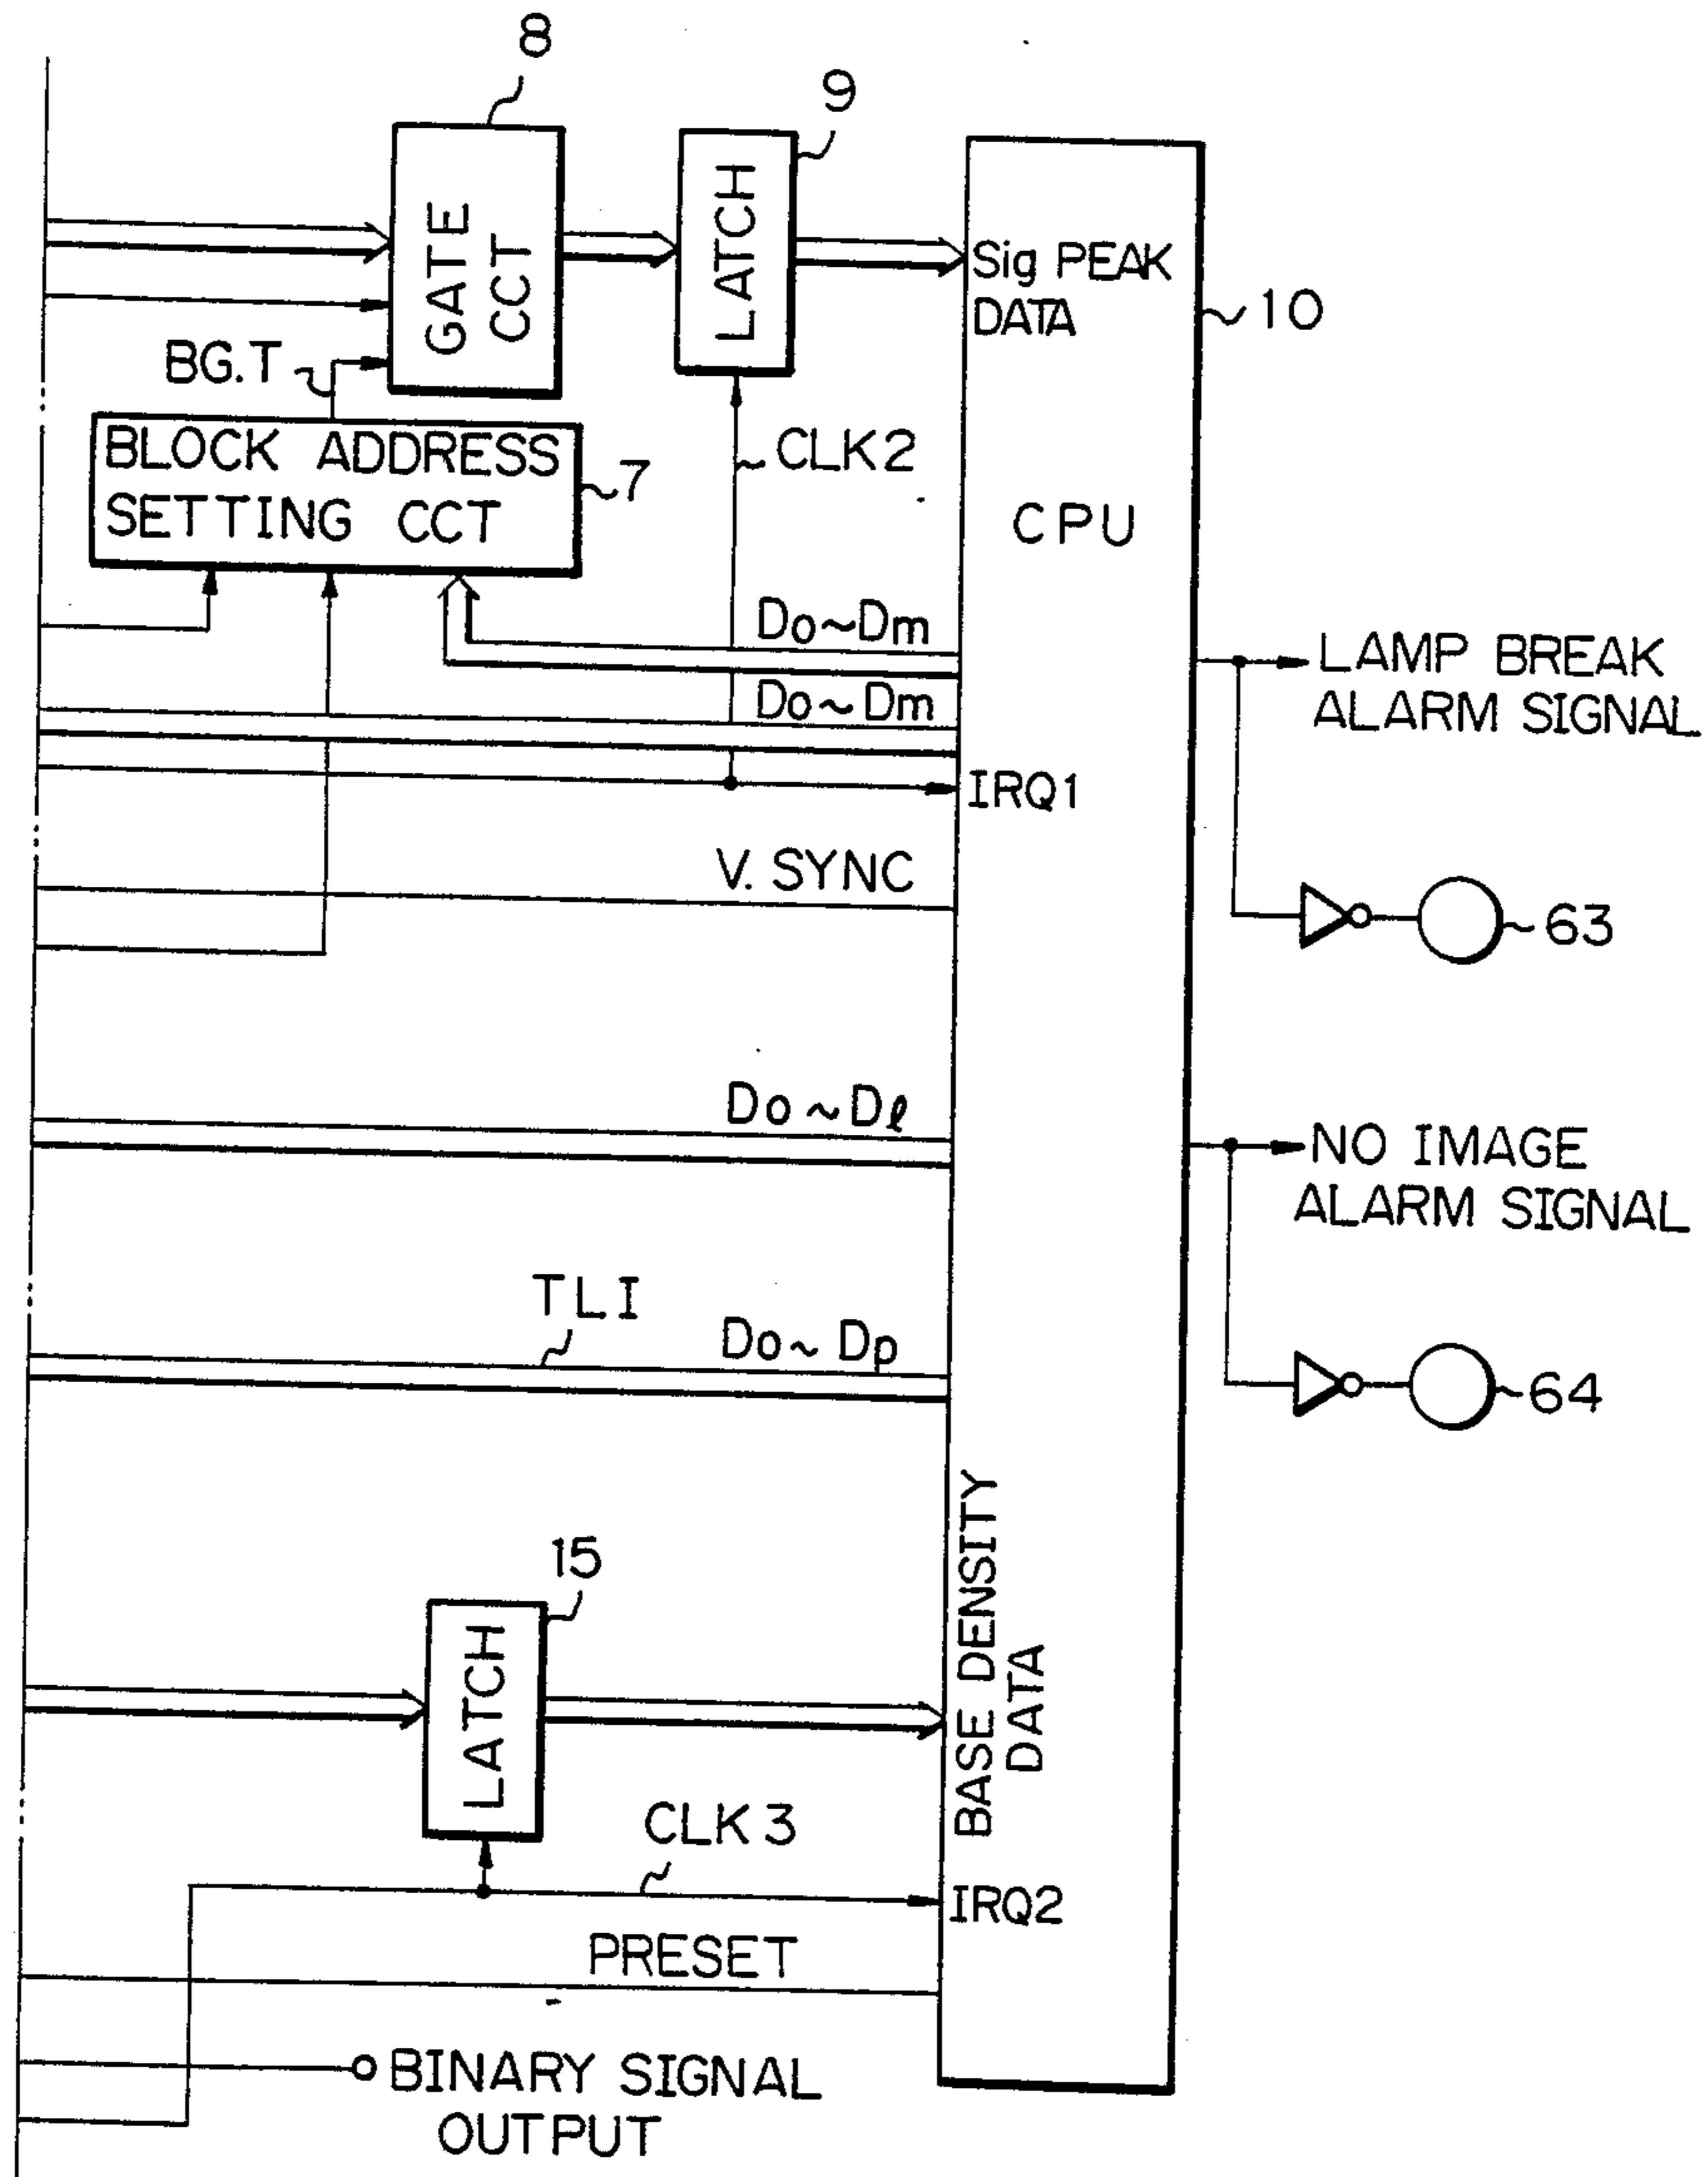 8
9
GATE
CCT
LATCH
Sig PEAK
DATA
10
BG.T
BLOCK ADDRESS
SETTING CCT
7
CLK2
CPU
Do~Dm
LAMP BREAK
ALARM SIGNAL
Do~Dm
IRQ1
V. SYNC
63
Do~Dℓ
NO IMAGE
ALARM SIGNAL
TLI
Do~Dp
64
15
LATCH
BASE DENSITY
DATA
CLK3
IRQ2
PRESET
BINARY SIGNAL
OUTPUT